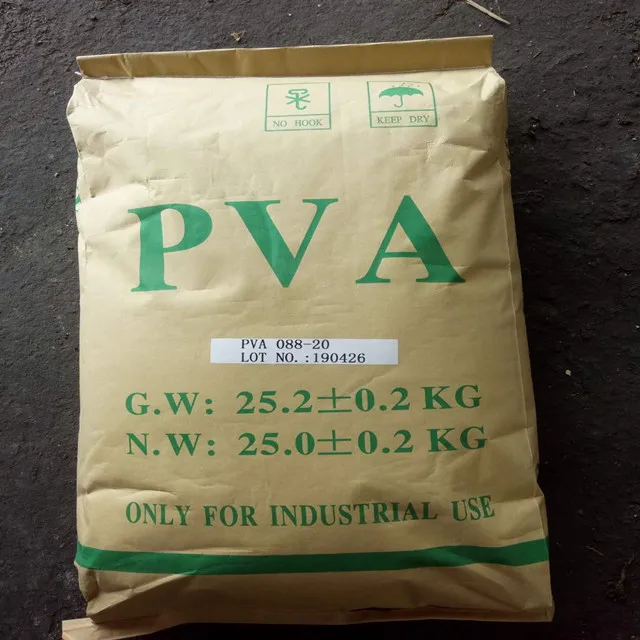 NO HOOK
KEEP DRY
PVA
PVA 088-20
LOT NO.:190426
G.W: 25.2±0.2 KG
N.W: 25.0±0.2 KG
ONLY FOR INDUSTRIAL USE